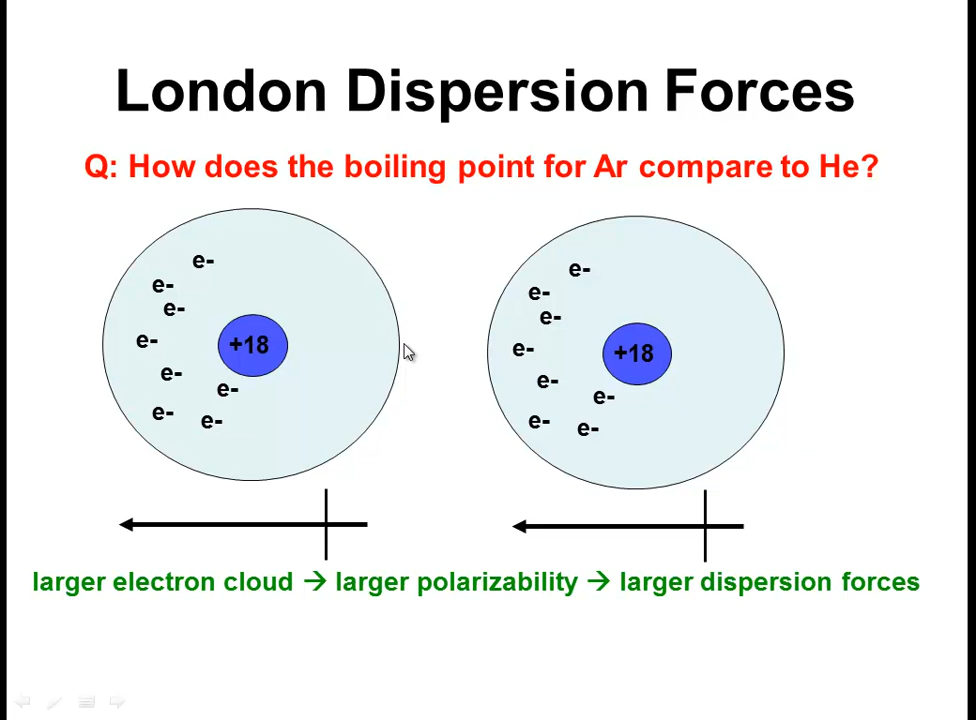 London Dispersion Forces
Q: How does the boiling point for Ar compare to He?
e-
e-
e-
e-
+18
e-
e-
e-
e-
e-
e-
e-
e-
+18
e-
e-
e-
e-
larger electron cloud → larger polarizability → larger dispersion forces